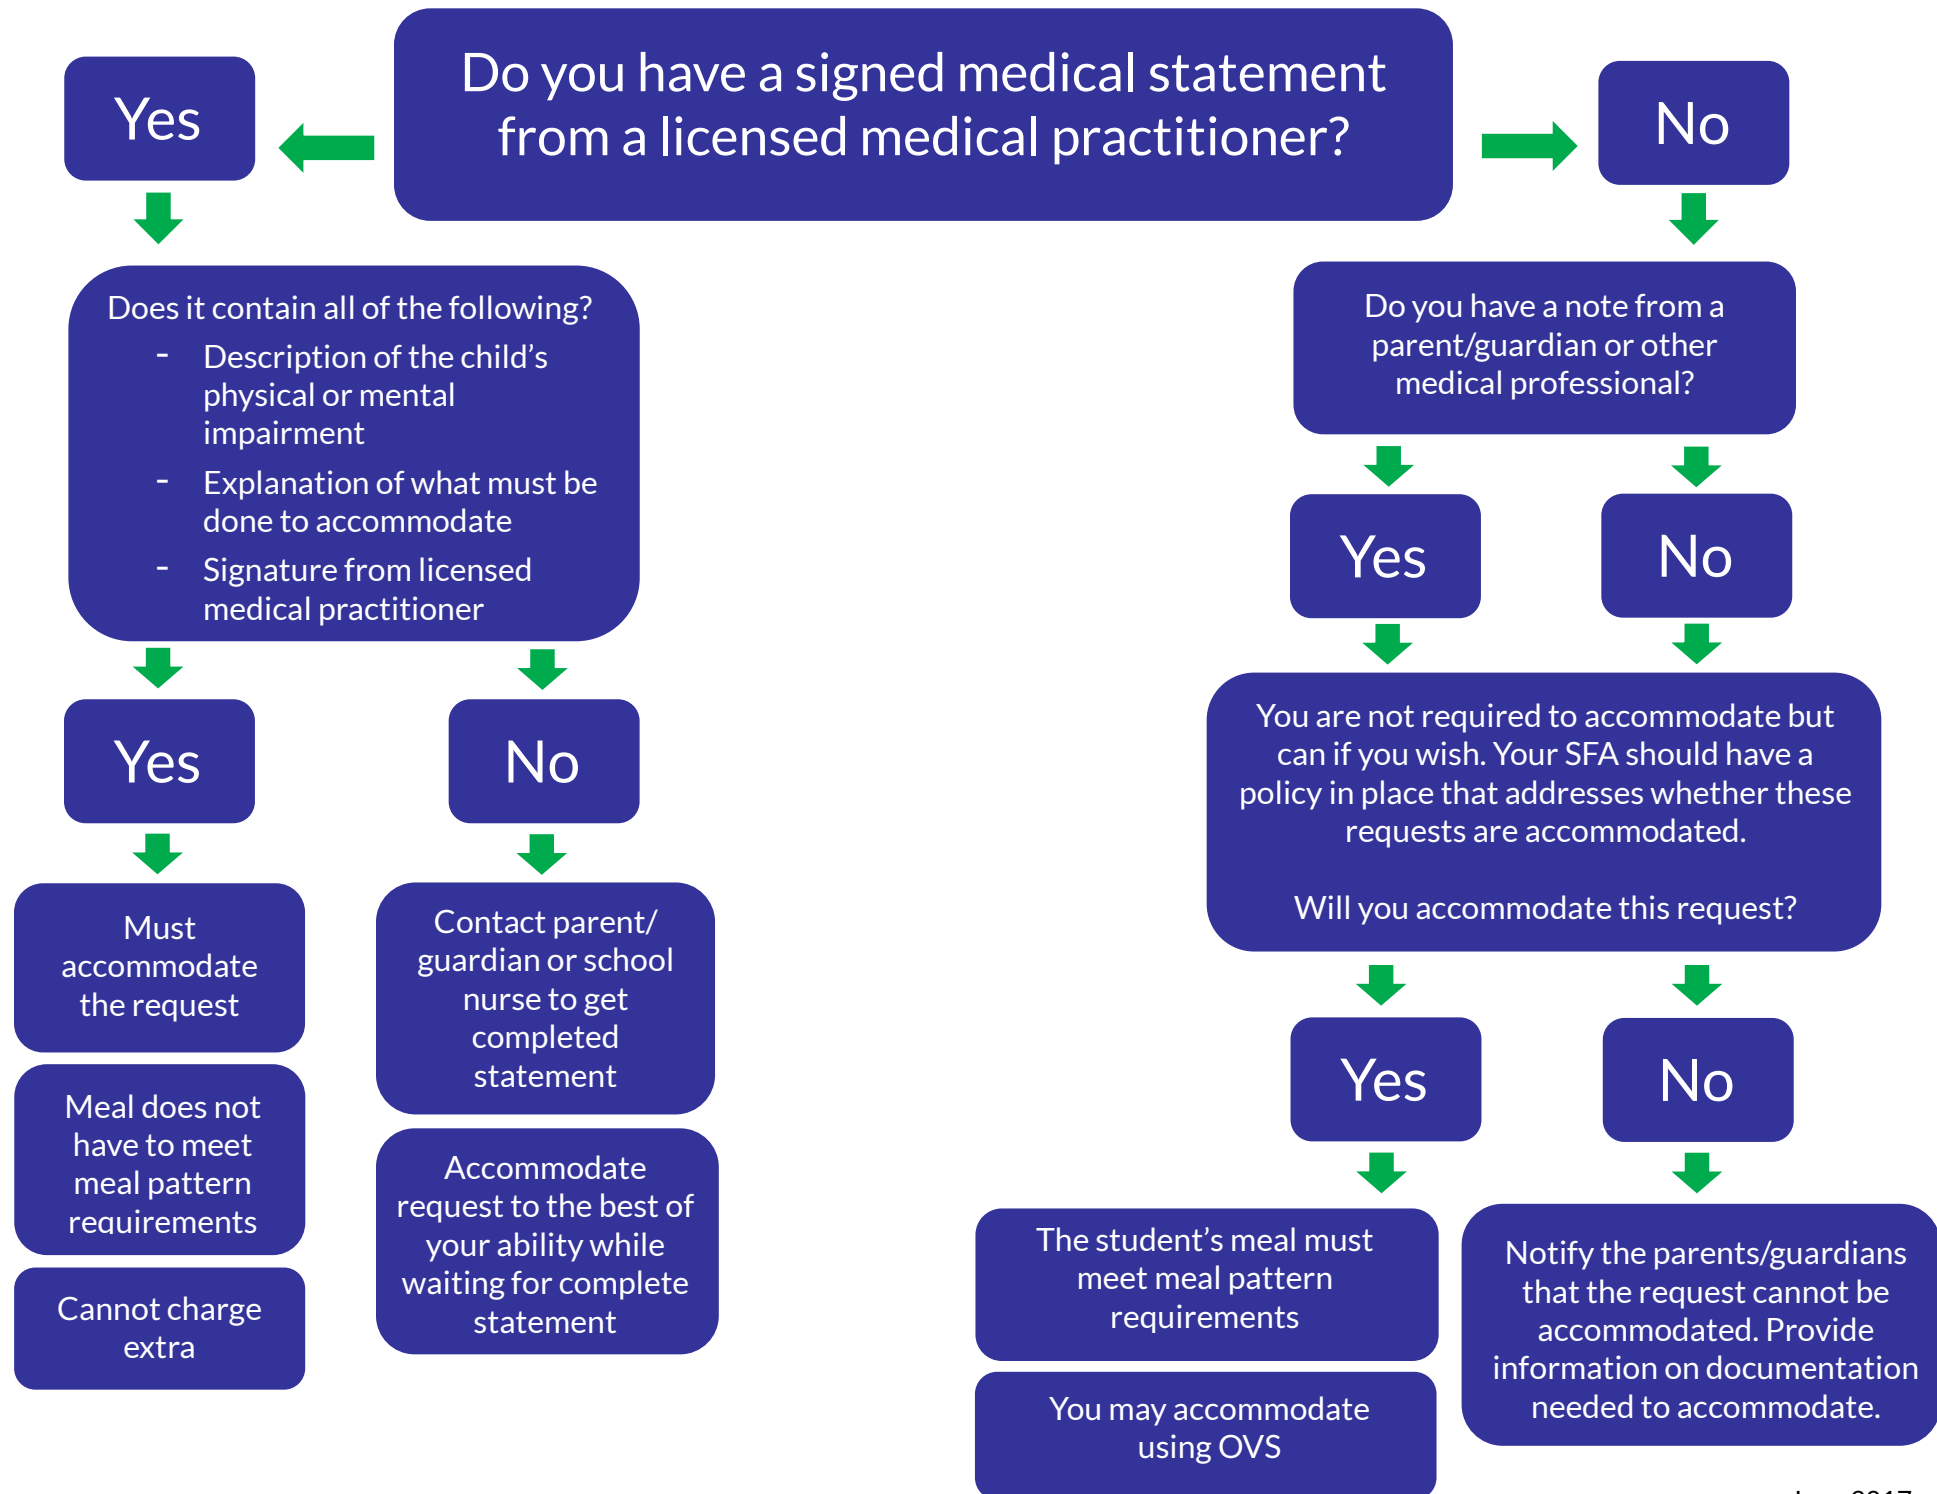 Do you have a signed medical statement
from a licensed medical practitioner?
Yes
No
Does it contain all of the following?
- Description of the child’s
physical or mental
impairment
- Explanation of what must be
done to accommodate
- Signature from licensed
medical practitioner
Yes
No
Must
accommodate
the request
Meal does not
have to meet
meal pattern
requirements
Cannot charge
extra
Contact parent/
guardian or school
nurse to get
completed
statement
Accommodate
request to the best of
your ability while
waiting for complete
statement
Do you have a note from a
parent/guardian or other
medical professional?
Yes
No
You are not required to accommodate but
can if you wish. Your SFA should have a
policy in place that addresses whether these
requests are accommodated.
Will you accommodate this request?
Yes
No
The student’s meal must
meet meal pattern
requirements
You may accommodate
using OVS
Notify the parents/guardians
that the request cannot be
accommodated. Provide
information on documentation
needed to accommodate.
2017